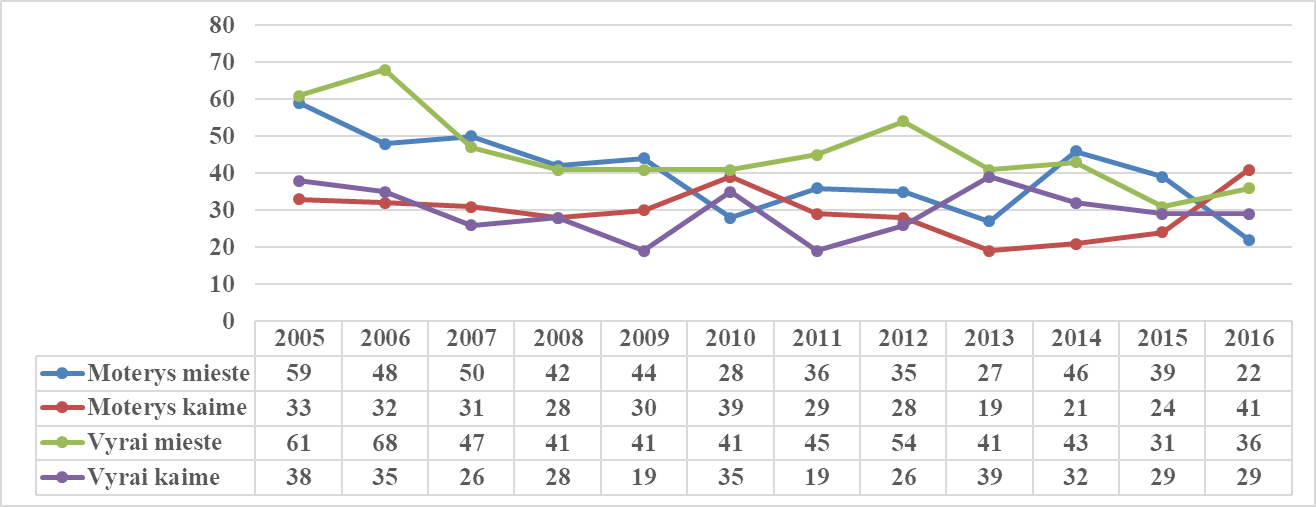 80
70
60
50
40
30
20
10
0
2005 2006 2007 2008 2009 2010 2011 2012 2013 2014 2015 2016
Moterys mieste 59 48 50 42 44 28 36 35 27 46 39 22
Moterys kaime 33 32 31 28 30 39 29 28 19 21 24 41
Vyrai mieste 61 68 47 41 41 41 45 54 41 43 31 36
Vyrai kaime 38 35 26 28 19 35 19 26 39 32 29 29